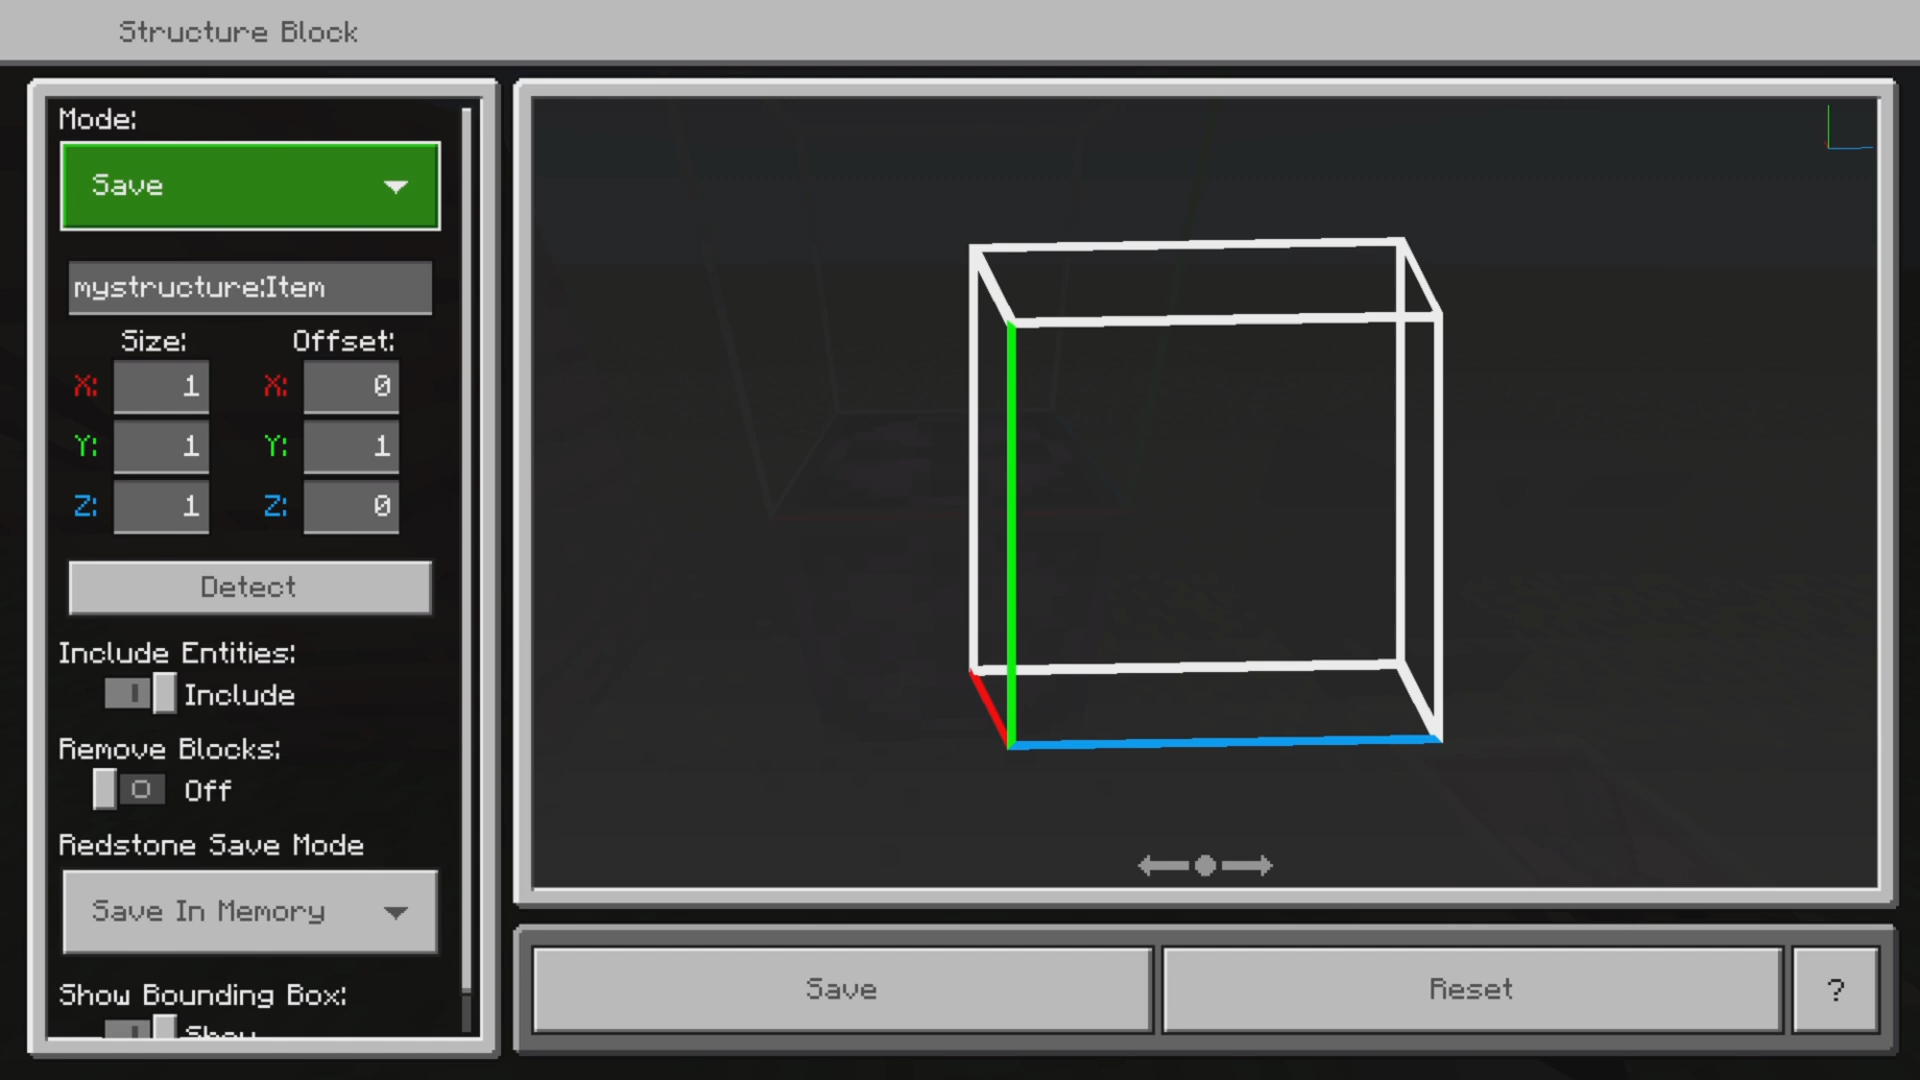 Structure Block
Mode:
Save
mystructure:Item
Size: Offset:
X: 1 X: 0
Y: 1 Y: 1
Z: 1 Z: 0
Detect
Include Entities:
Include
Remove Blocks:
Off
Redstone Save Mode
Save In Memory
Show Bounding Box:
Show
Save Reset ?